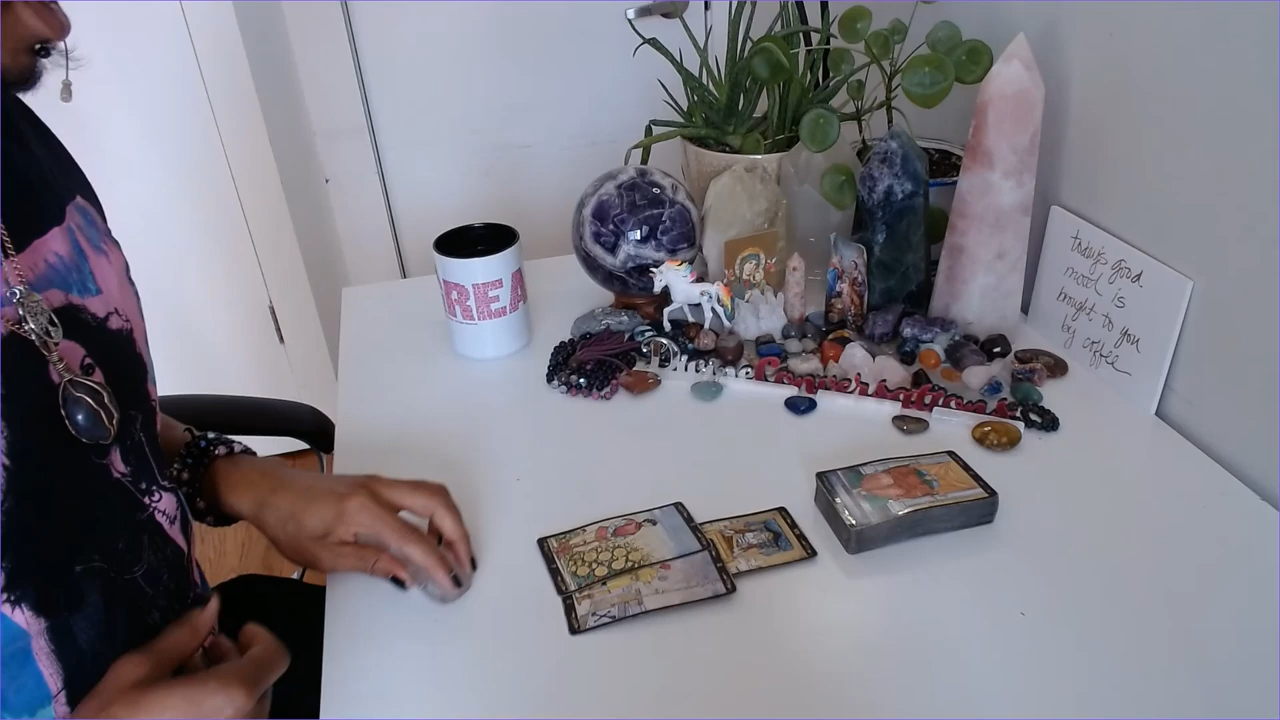 REA
Divine Conversations
today's good
mood is
brought to you
by coffee